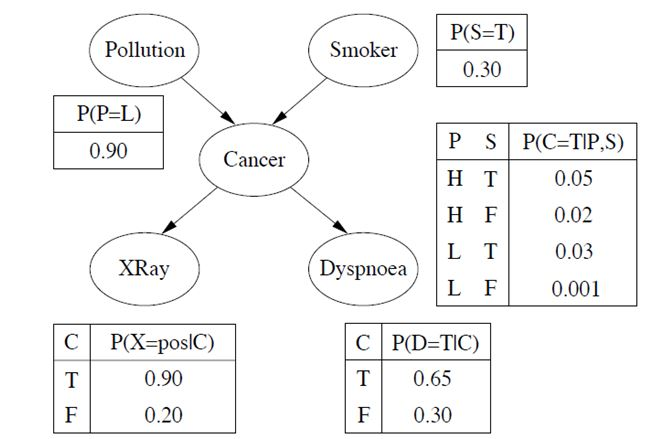 Pollution
Smoker
P(S=T)
0.30
P(P=L)
0.90
Cancer
P S P(C=T|P,S)
H T 0.05
H F 0.02
L T 0.03
L F 0.001
XRay
Dyspnoea
C P(X=pos|C)
T 0.90
F 0.20
C P(D=T|C)
T 0.65
F 0.30